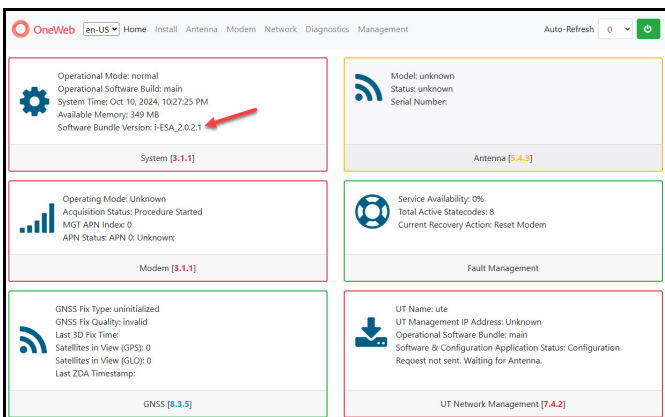 OneWeb en-US Home Install Antenna Modem Network Diagnostics Management Auto-Refresh 0
Operational Mode: normal
Operational Software Build: main
System Time: Oct 10, 2024, 10:27:25 PM
Available Memory: 349 MB
Software Bundle Version: i-ESA_2.0.2.1
System [3.1.1]
Model: unknown
Status: unknown
Serial Number:
Antenna [5.4.3]
Operating Mode: Unknown
Acquisition Status: Procedure Started
MGT APN Index: 0
APN Status: APN 0: Unknown;
Modem [3.1.1]
Service Availability: 0%
Total Active Statecodes: 8
Current Recovery Action: Reset Modem
Fault Management
GNSS Fix Type: uninitialized
GNSS Fix Quality: invalid
Last 3D Fix Time:
Satellites in View (GPS): 0
Satellites in View (GLO): 0
Last ZDA Timestamp:
GNSS [8.3.5]
UT Name: ute
UT Management IP Address: Unknown
Operational Software Bundle: main
Software & Configuration Application Status: Configuration
Request not sent. Waiting for Antenna.
UT Network Management [7.4.2]